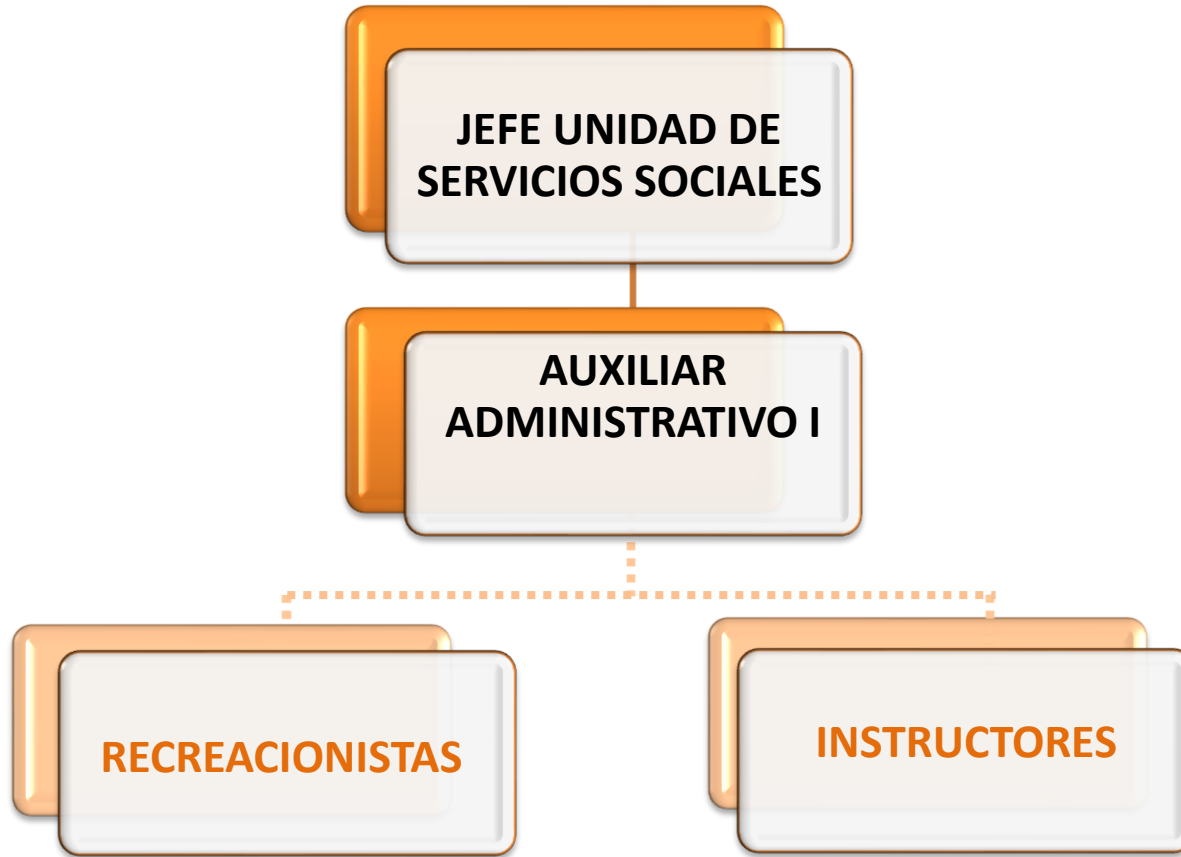 JEFE UNIDAD DE
SERVICIOS SOCIALES
AUXILIAR
ADMINISTRATIVO I
RECREACIONISTAS
INSTRUCTORES